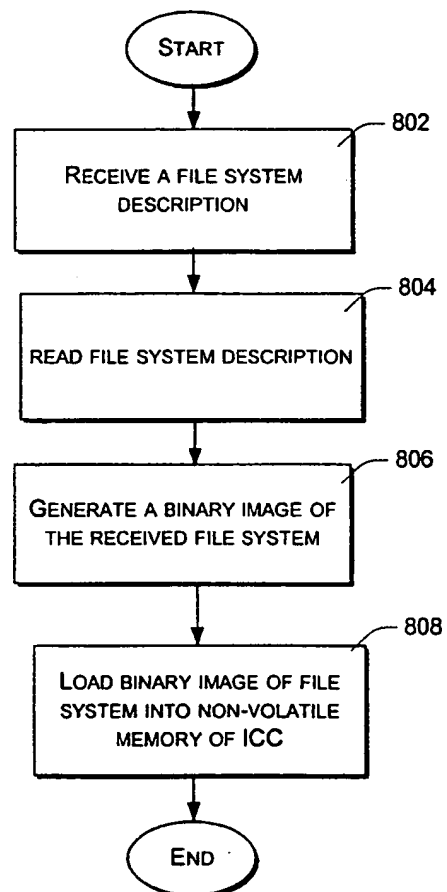 START
802
RECEIVE A FILE SYSTEM
DESCRIPTION
804
READ FILE SYSTEM DESCRIPTION
806
GENERATE A BINARY IMAGE OF
THE RECEIVED FILE SYSTEM
808
LOAD BINARY IMAGE OF FILE
SYSTEM INTO NON-VOLATILE
MEMORY OF ICC
END